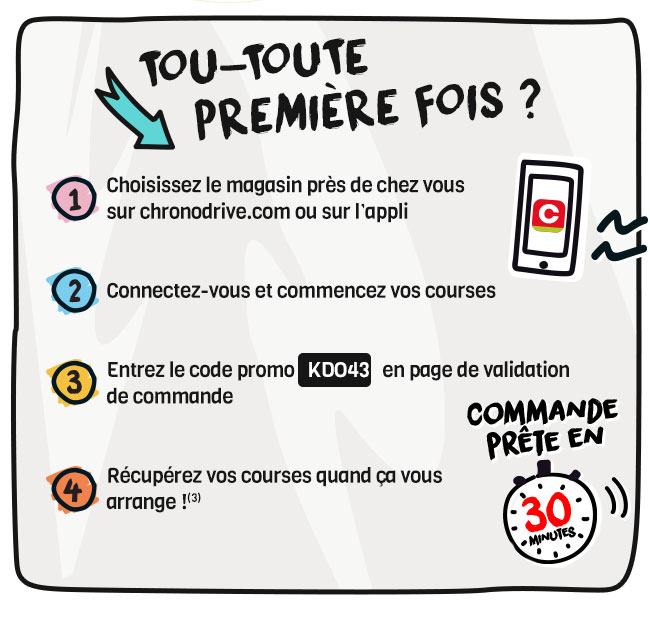 TOU-TOUTE
PREMIÈRE FOIS ?
1
Choisissez le magasin près de chez vous
sur chronodrive.com ou sur l'appli
C
2
Connectez-vous et commencez vos courses
3
Entrez le code promo KDO43 en page de validation
de commande
COMMANDE
PRÊTE EN
30
MINUTES
4
Récupérez vos courses quand ça vous
arrange !(3)